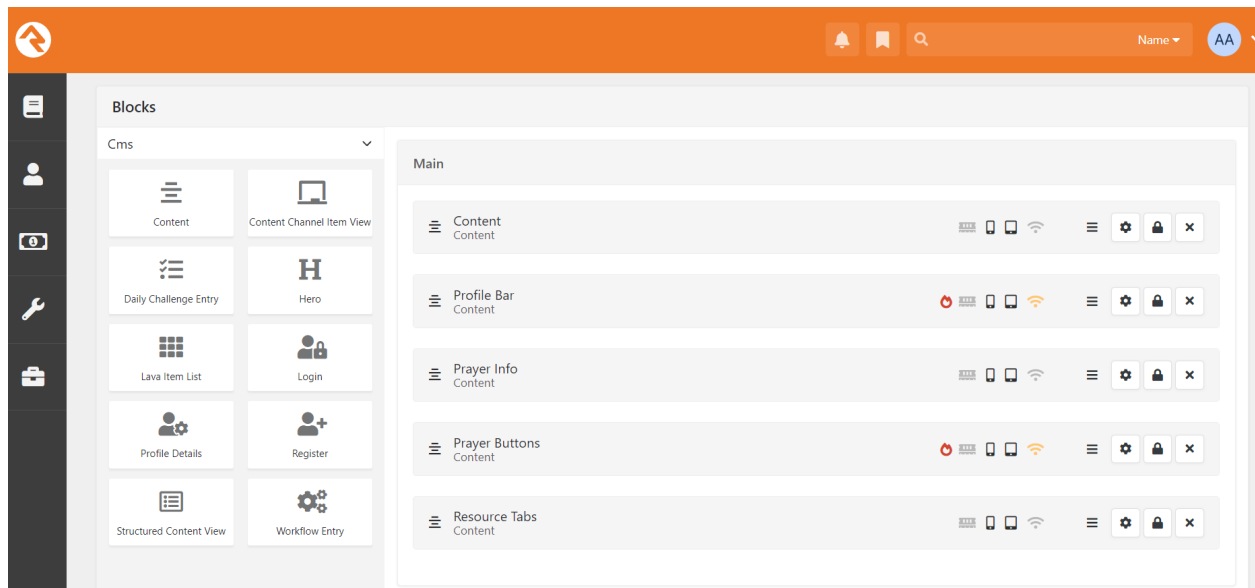 Name
AA
Blocks
Cms
Main
Content
Content Channel Item View
Daily Challenge Entry
Hero
Lava Item List
Login
Profile Details
Register
Structured Content View
Workflow Entry
Content
Content
Profile Bar
Content
Prayer Info
Content
Prayer Buttons
Content
Resource Tabs
Content